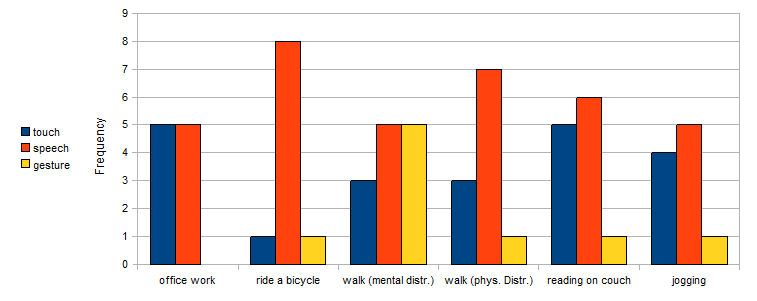 touch
speech
gesture
Frequency
9
8
7
6
5
4
3
2
1
0
office work
ride a bicycle
walk (mental distr.)
walk (phys. Distr.)
reading on couch
jogging